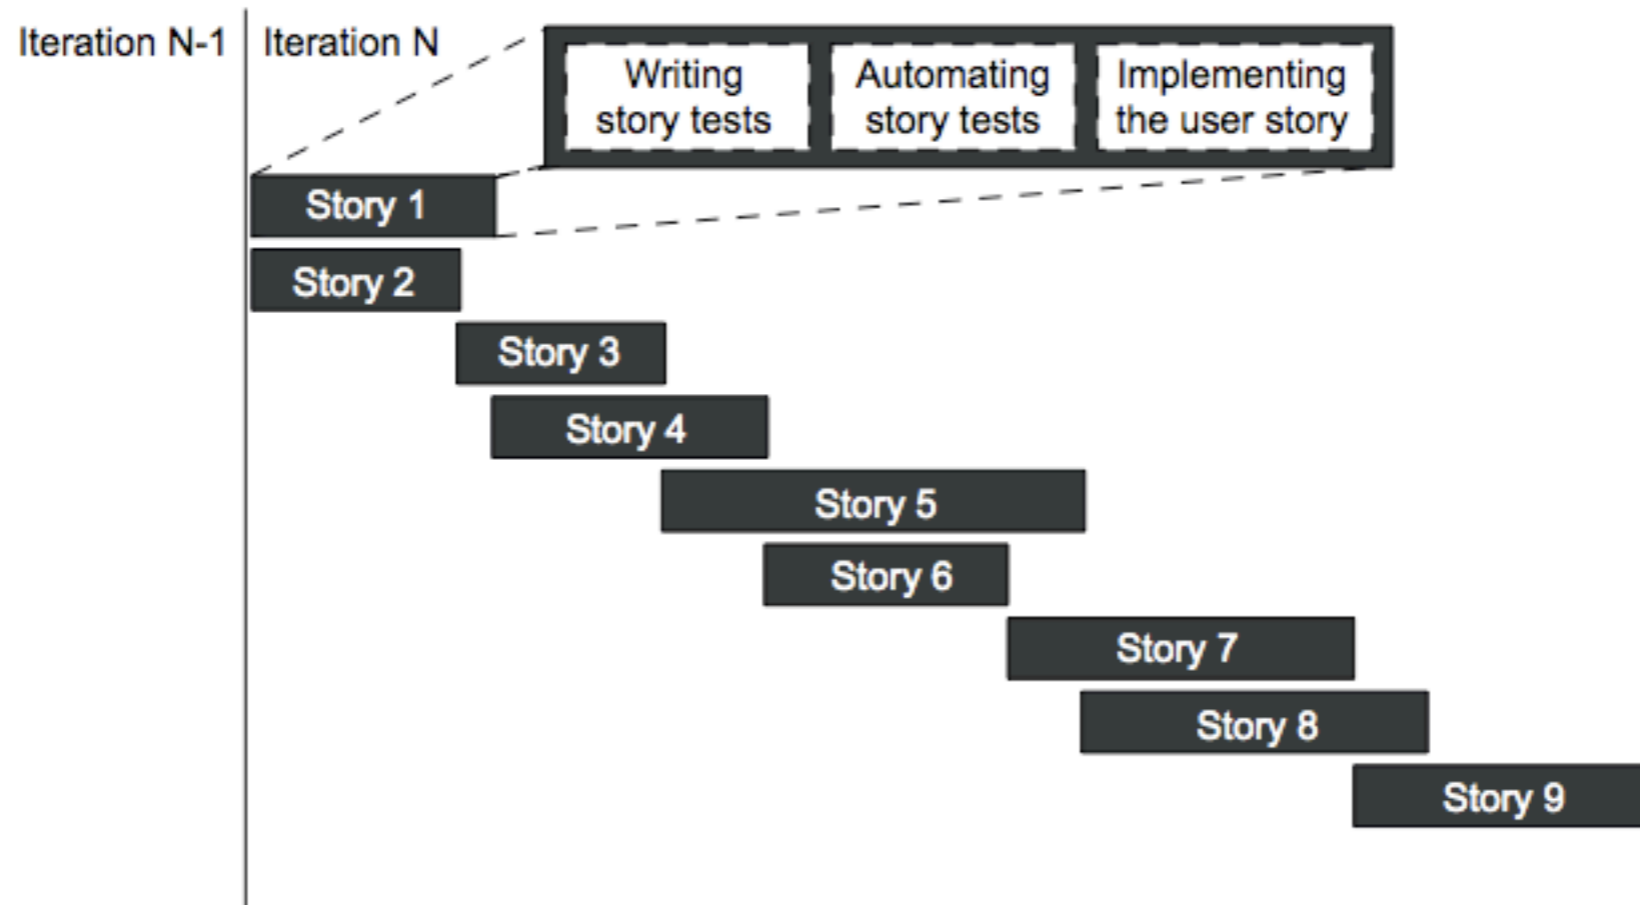 Iteration N-1
Iteration N
Writing
story tests
Automating
story tests
Implementing
the user story
Story 1
Story 2
Story 3
Story 4
Story 5
Story 6
Story 7
Story 8
Story 9